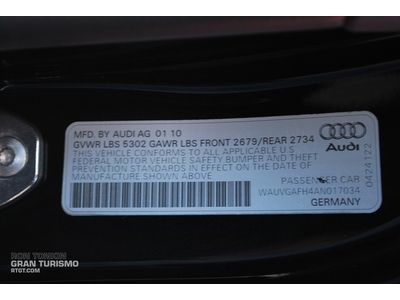 MFD. BY AUDI AG 01 10
GVWR LBS 5302 GAWR LBS FRONT 2679/REAR 2734
THIS VEHICLE CONFORMS TO ALL APPLICABLE U.S.
FEDERAL MOTOR VEHICLE SAFETY BUMPER AND THEFT
PREVENTION STANDARDS IN EFFECT ON THE DATE OF
MANUFACTURE SHOWN ABOVE
PASSENGER CAR
WAUVGAFH4AN017034
GERMANY
Audi
0424122
RON TONKIN
GRAN TURISMO
RTGT.COM